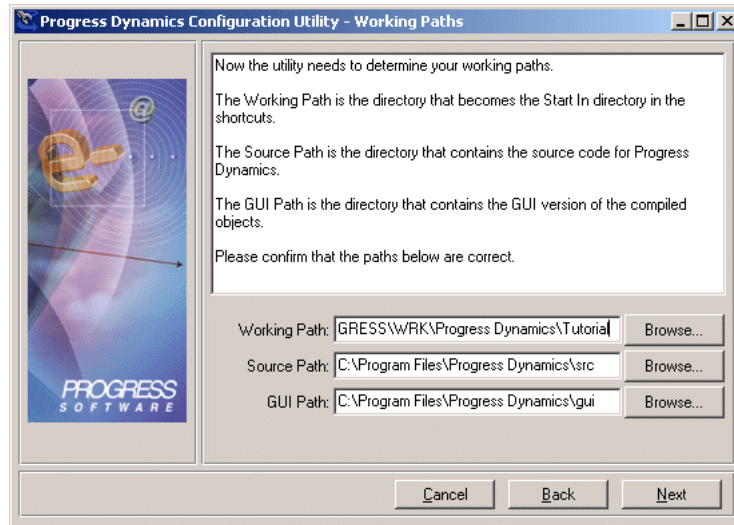 Progress Dynamics Configuration Utility - Working Paths
Now the utility needs to determine your working paths.
The Working Path is the directory that becomes the Start In directory in the
shortcuts.
The Source Path is the directory that contains the source code for Progress
Dynamics.
The GUI Path is the directory that contains the GUI version of the compiled
objects.
Please confirm that the paths below are correct.
@
e-
Working Path: GRESS\WRK\Progress Dynamics\Tutorial Browse...
Source Path: C:\Program Files\Progress Dynamics\src Browse...
GUI Path: C:\Program Files\Progress Dynamics\gui Browse...
PROGRESS
SOFTWARE
Cancel Back Next